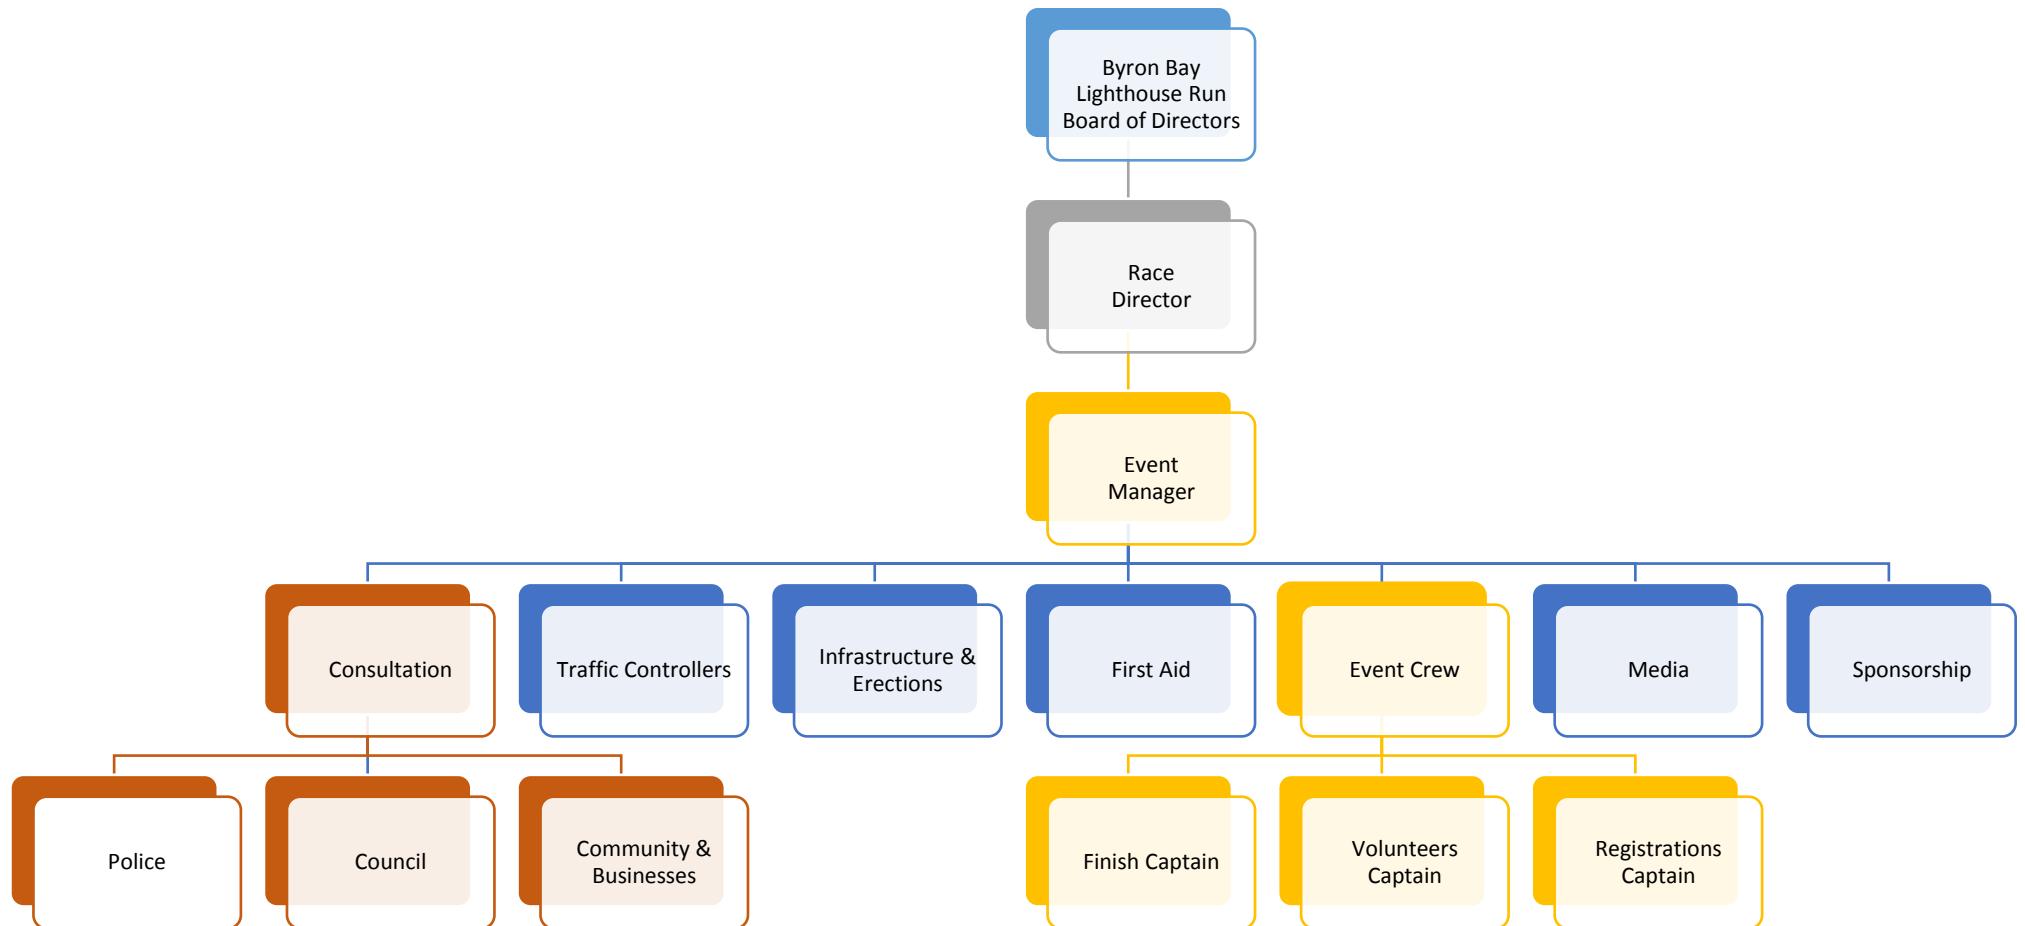 Byron Bay
Lighthouse Run
Board of Directors
Race
Director
Event
Manager
Consultation
Traffic Controllers
Infrastructure &
Erections
First Aid
Event Crew
Media
Sponsorship
Police
Council
Community &
Businesses
Finish Captain
Volunteers
Captain
Registrations
Captain